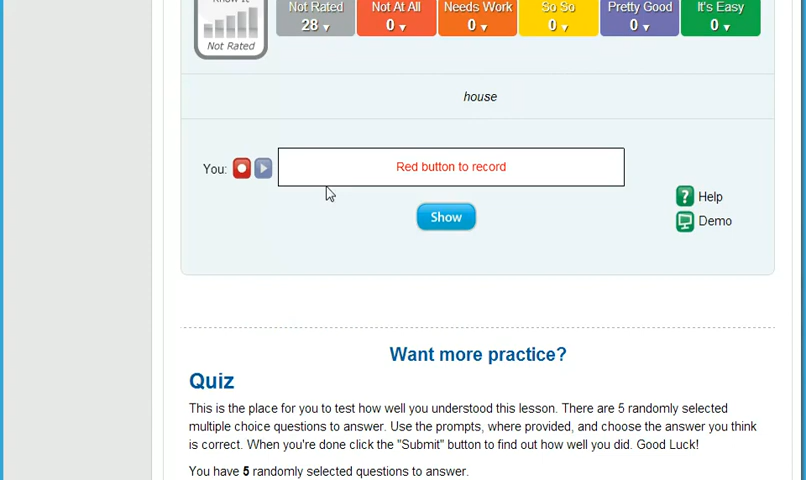 Know It
Not Rated
Not Rated
28
Not At All
0
Needs Work
0
So So
0
Pretty Good
0
It's Easy
0
house
You:
Red button to record
Show
? Help
Demo
Want more practice?
Quiz
This is the place for you to test how well you understood this lesson. There are 5 randomly selected
multiple choice questions to answer. Use the prompts, where provided, and choose the answer you think
is correct. When you're done click the "Submit" button to find out how well you did. Good Luck!
You have 5 randomly selected questions to answer.